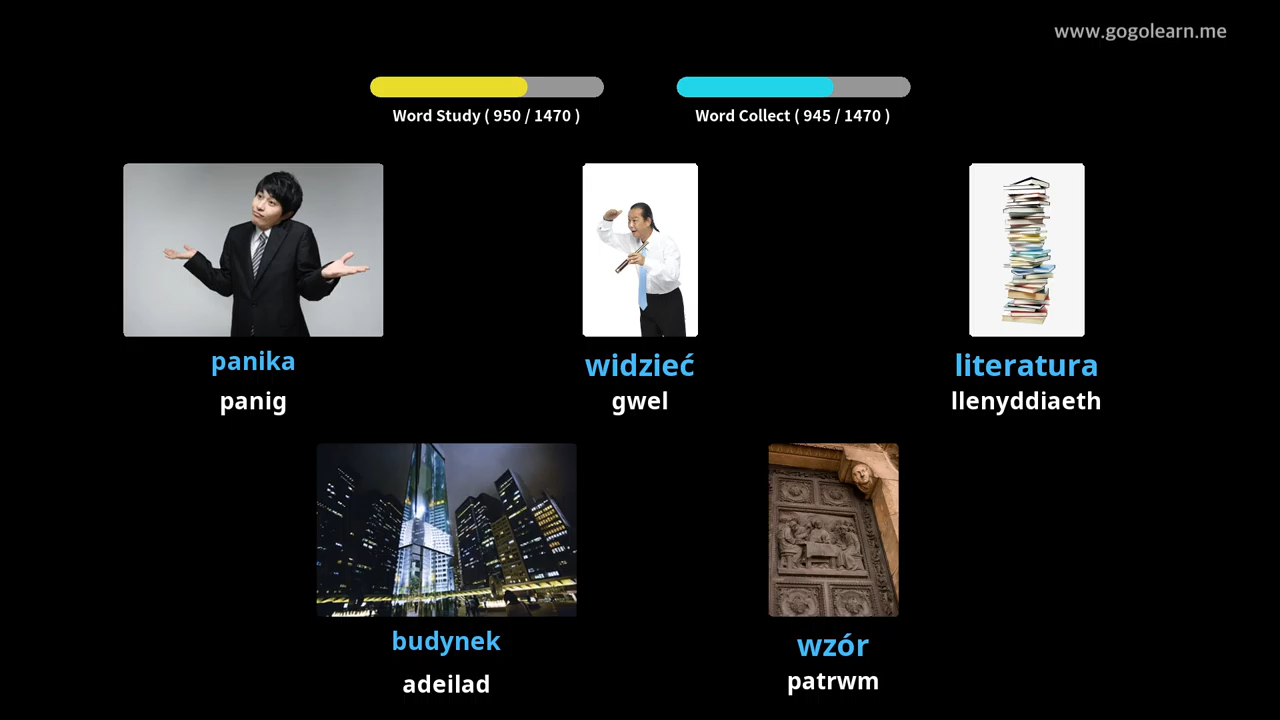 www.gogolearn.me
Word Study ( 950 / 1470 )
Word Collect ( 945 / 1470 )
panika
panig
widzieć
gwel
literatura
llenyddiaeth
budynek
adeilad
wzór
patrwm